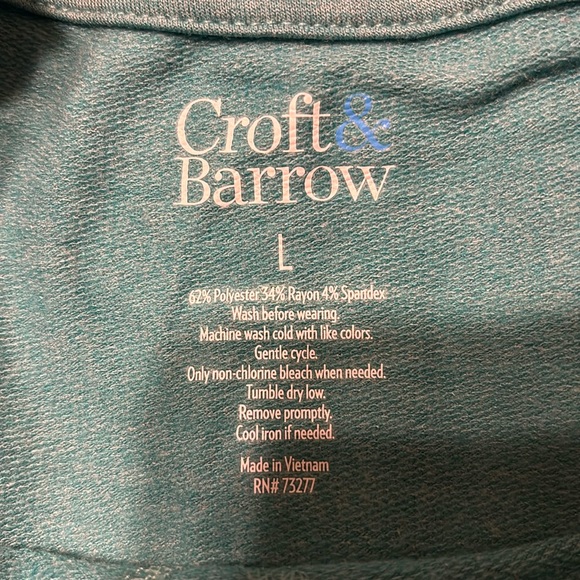 Croft&
Barrow
L
62% Polyester 34% Rayon 4% Spandex
Wash before wearing.
Machine wash cold with like colors.
Gentle cycle.
Only non-chlorine bleach when needed.
Tumble dry low.
Remove promptly.
Cool iron if needed.
Made in Vietnam
RN# 73277